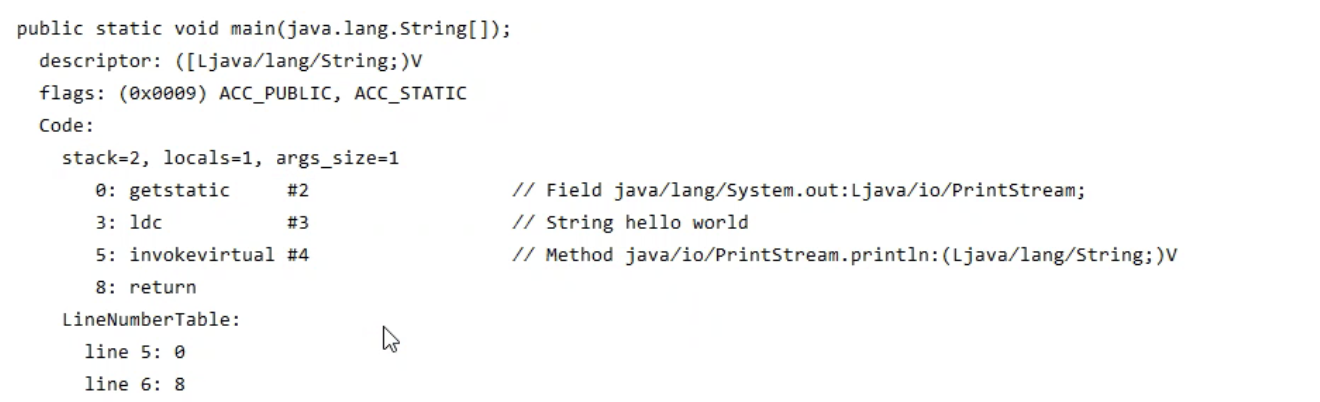 public static void main(java.lang.String[]);
  descriptor: ([Ljava/lang/String;)V
  flags: (0x0009) ACC_PUBLIC, ACC_STATIC
  Code:
    stack=2, locals=1, args_size=1
       0: getstatic     #2                  // Field java/lang/System.out:Ljava/io/PrintStream;
       3: ldc           #3                  // String hello world
       5: invokevirtual #4                  // Method java/io/PrintStream.println:(Ljava/lang/String;)V
       8: return
    LineNumberTable:
      line 5: 0
      line 6: 8